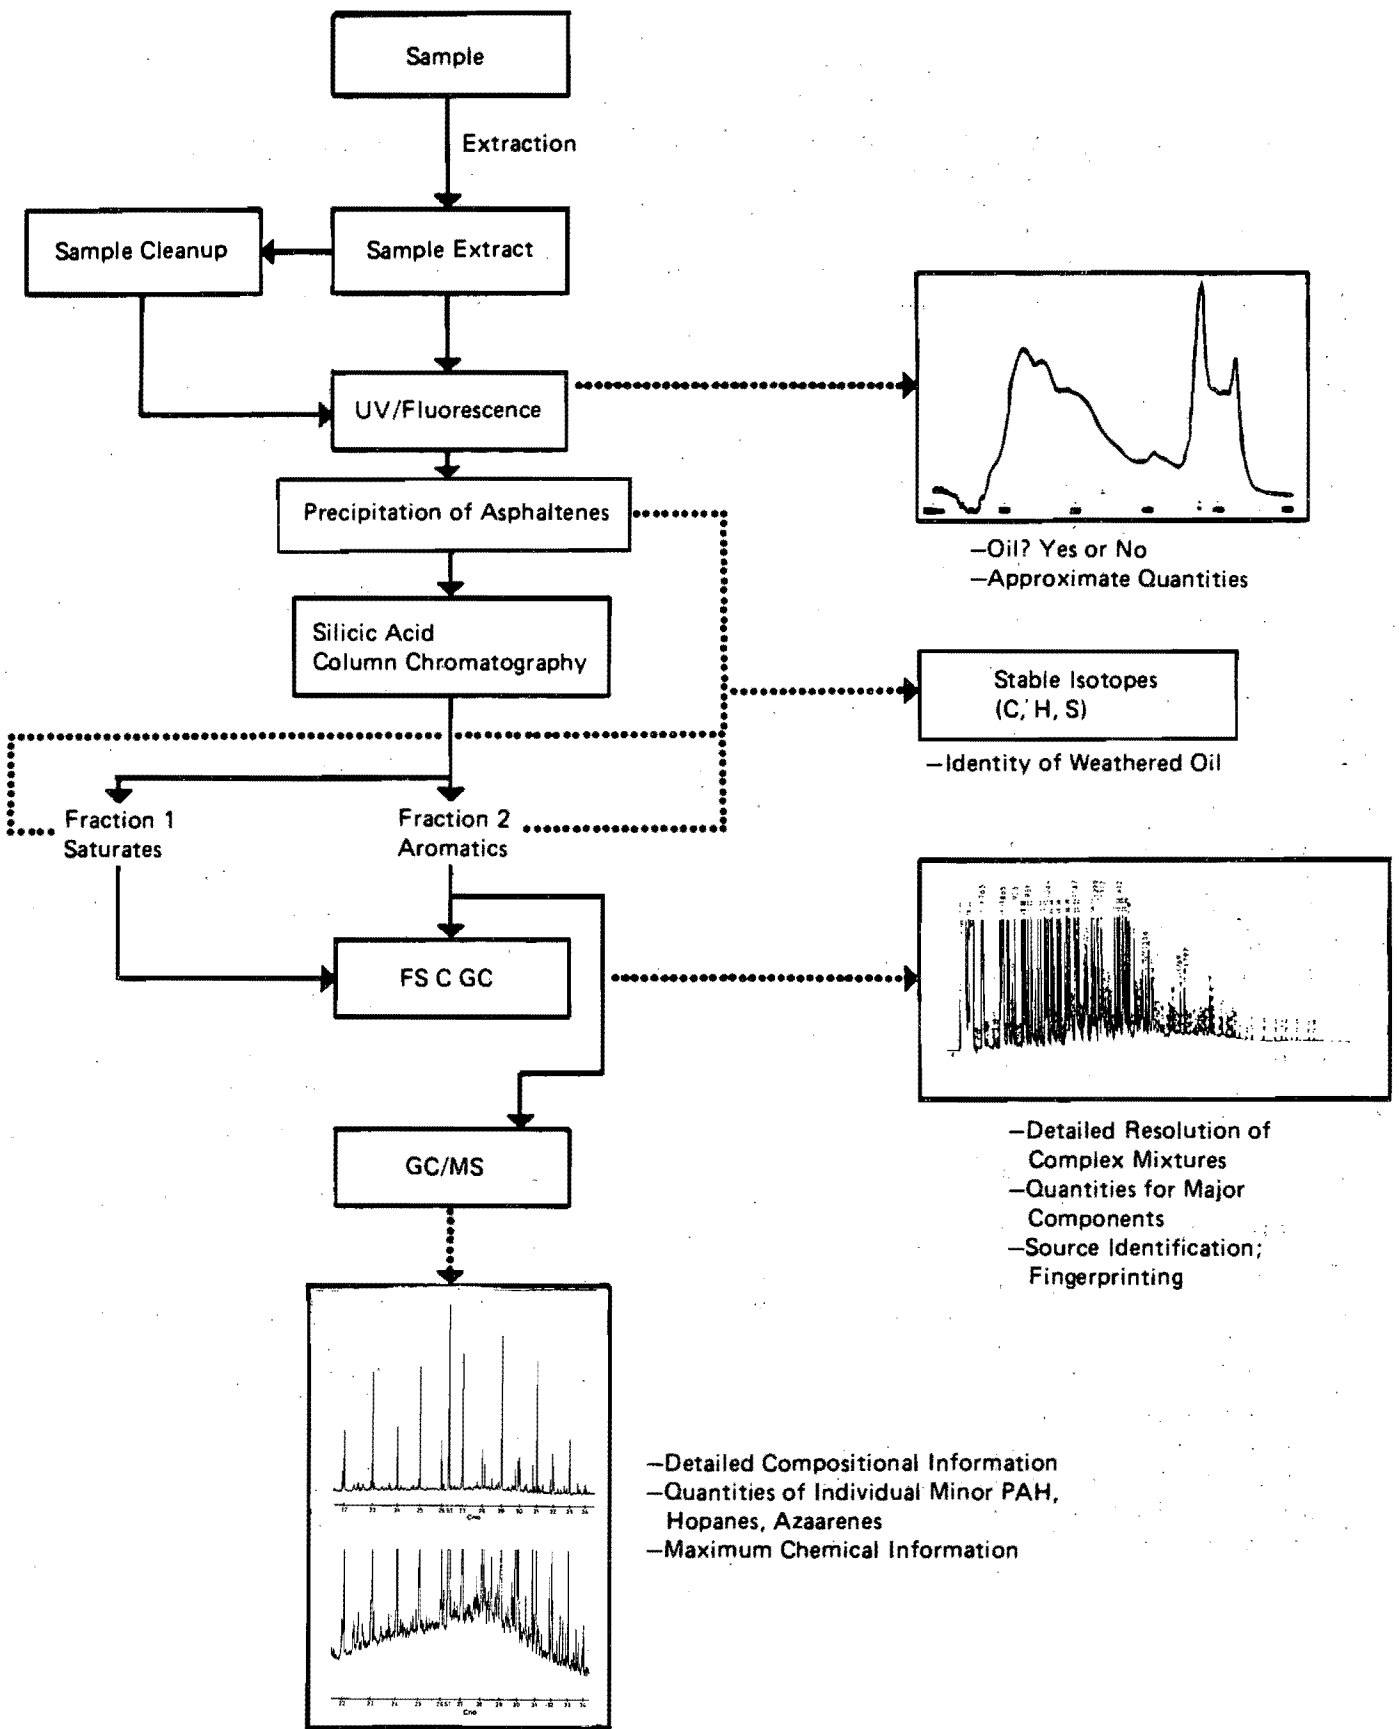 Sample
Extraction
Sample Cleanup
Sample Extract
UV/Fluorescence
—Oil? Yes or No
—Approximate Quantities
Precipitation of Asphaltenes
Silicic Acid
Column Chromatography
Stable Isotopes
(C, H, S)
—Identity of Weathered Oil
Fraction 1
Saturates
Fraction 2
Aromatics
FS C GC
—Detailed Resolution of
Complex Mixtures
—Quantities for Major
Components
—Source Identification;
Fingerprinting
GC/MS
—Detailed Compositional Information
—Quantities of Individual Minor PAH,
Hopanes, Azaarenes
—Maximum Chemical Information